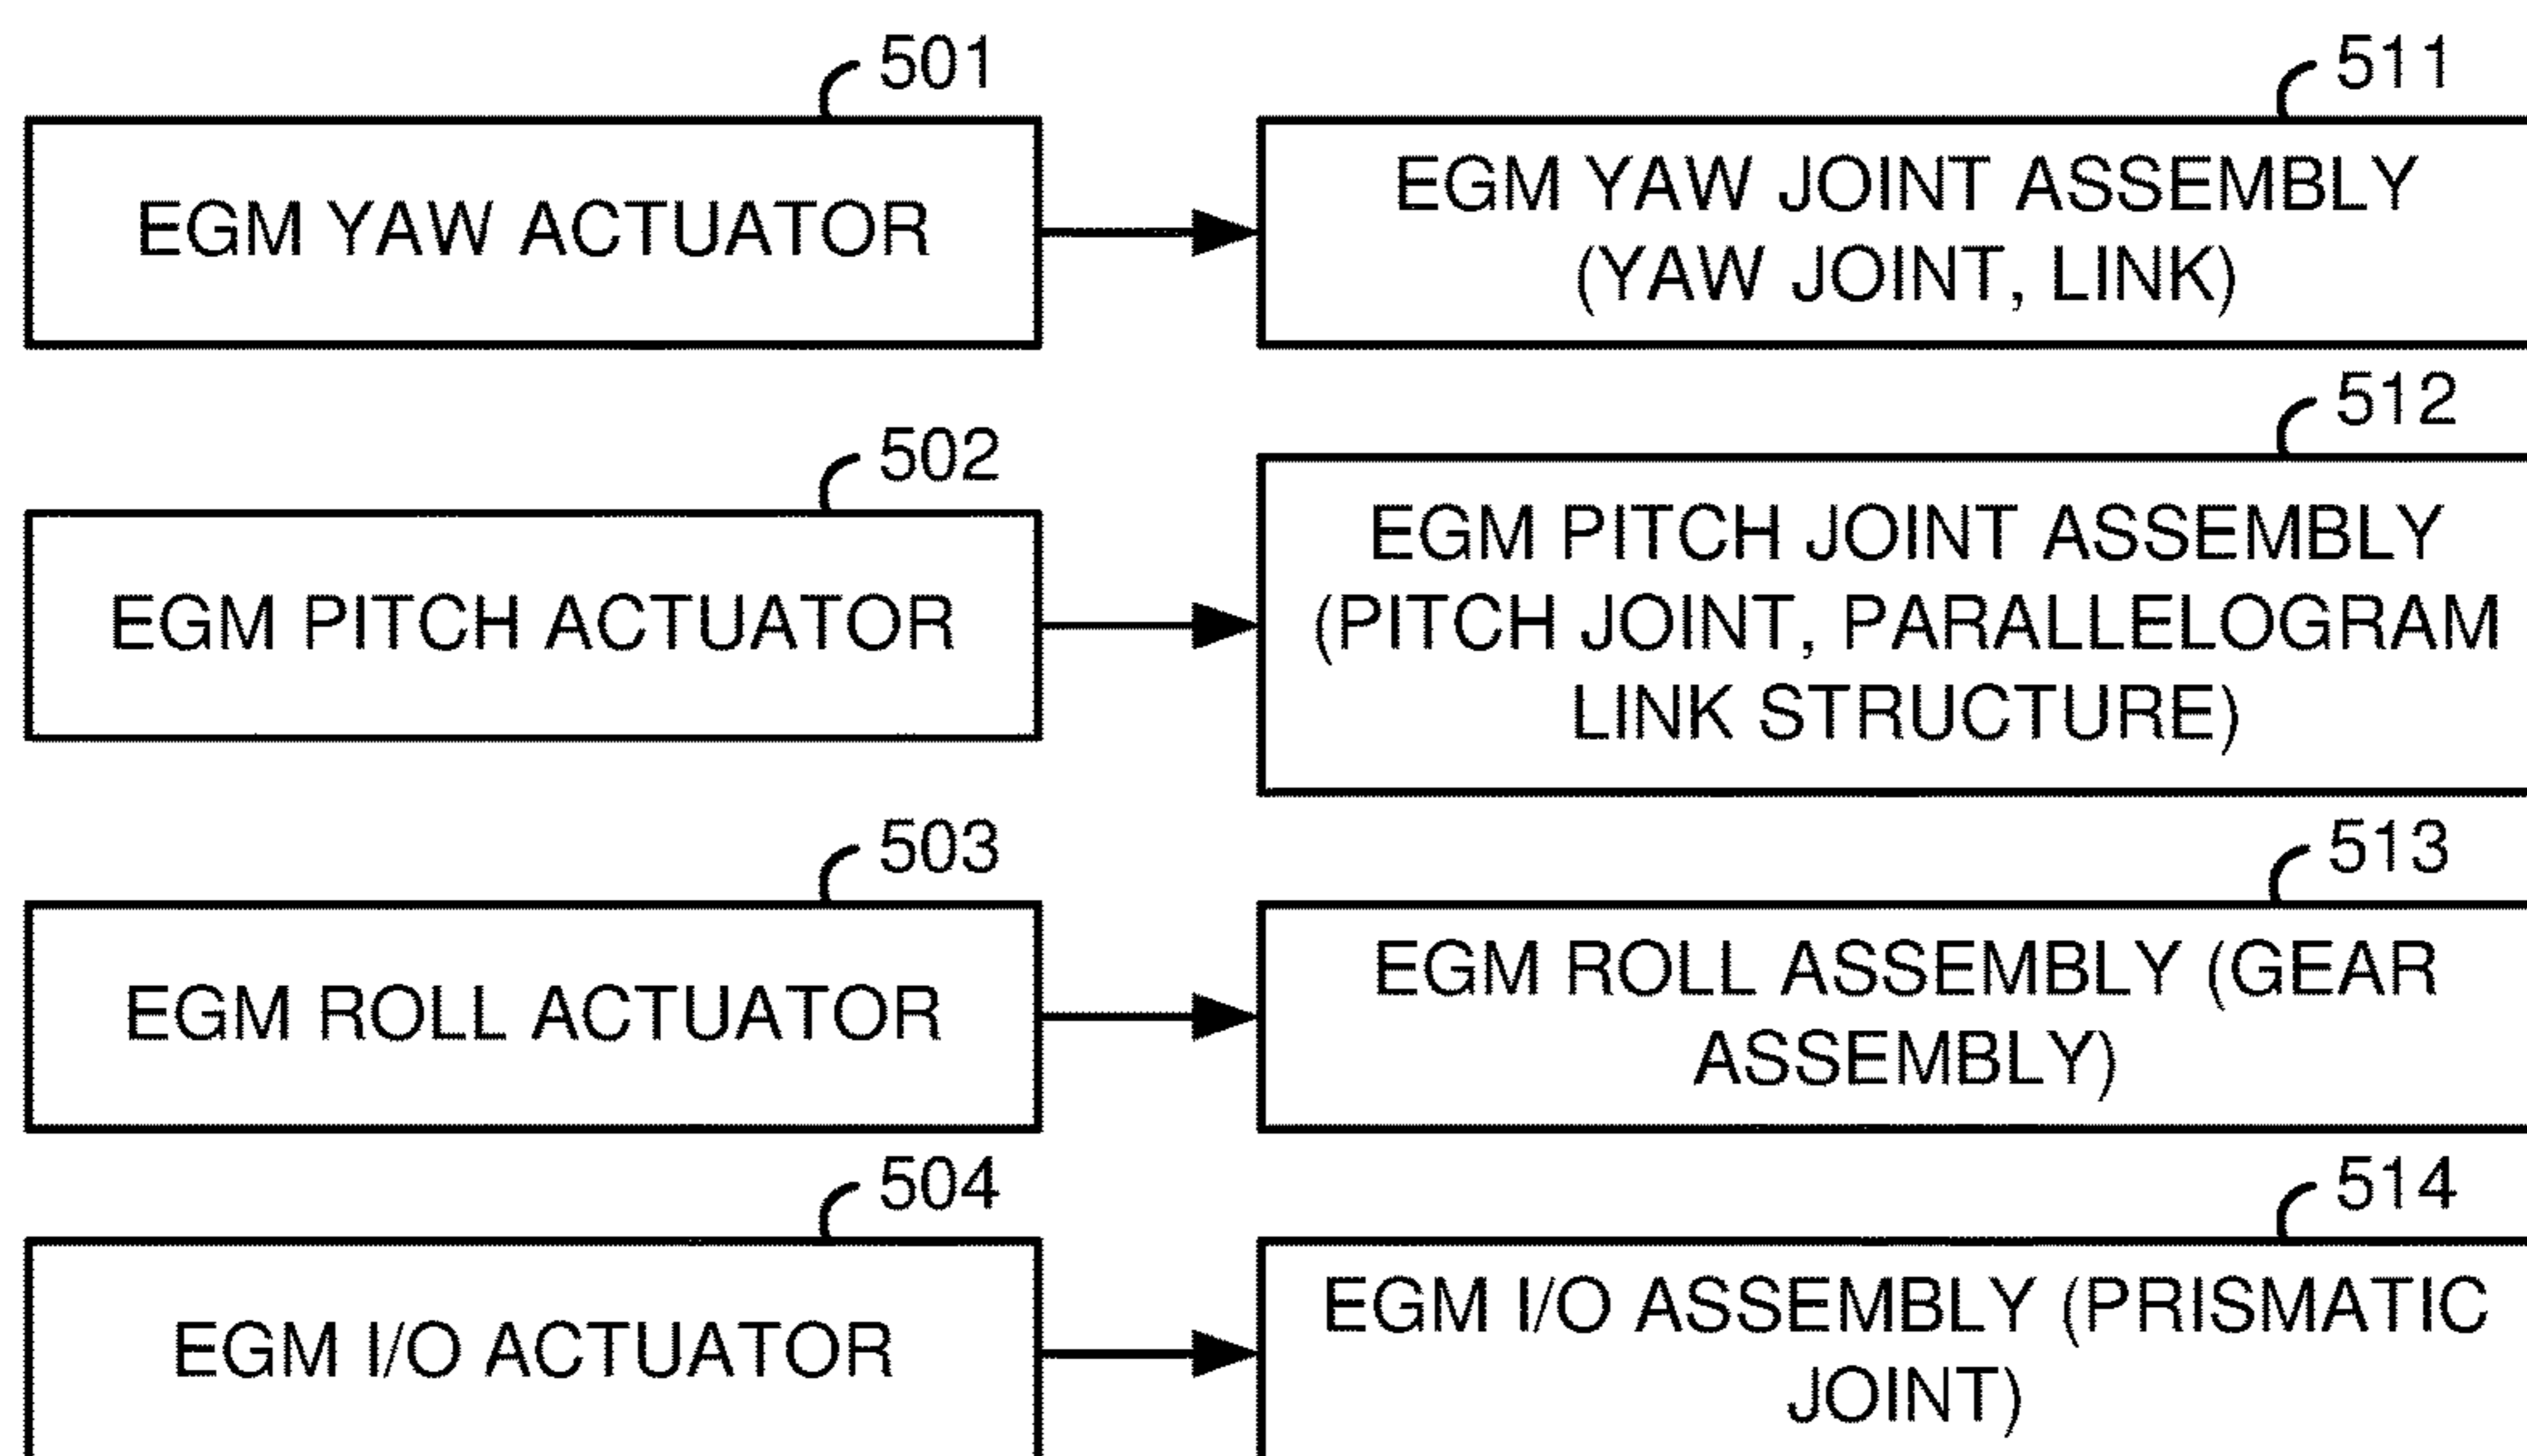 501
511
EGM YAW ACTUATOR
EGM YAW JOINT ASSEMBLY
(YAW JOINT, LINK)
502
512
EGM PITCH ACTUATOR
EGM PITCH JOINT ASSEMBLY
(PITCH JOINT, PARALLELOGRAM
LINK STRUCTURE)
503
513
EGM ROLL ACTUATOR
EGM ROLL ASSEMBLY (GEAR
ASSEMBLY)
504
514
EGM I/O ACTUATOR
EGM I/O ASSEMBLY (PRISMATIC
JOINT)